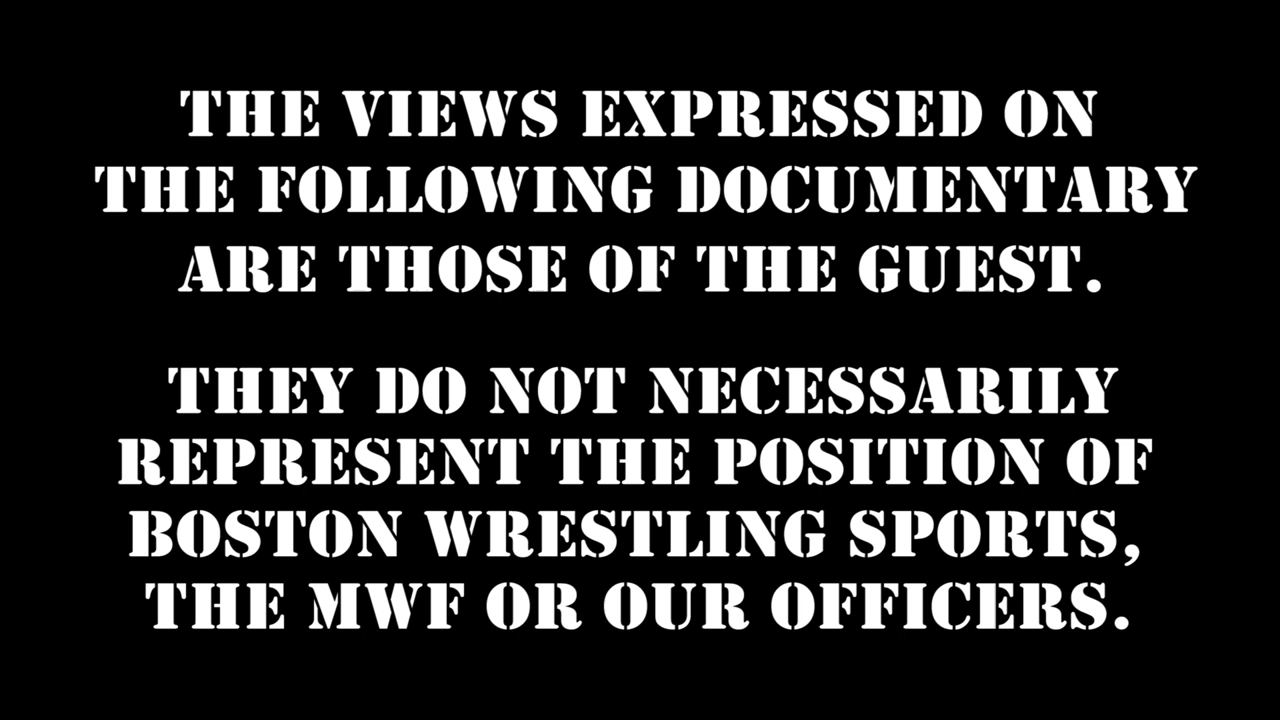 THE VIEWS EXPRESSED ON
THE FOLLOWING DOCUMENTARY
ARE THOSE OF THE GUEST.
THEY DO NOT NECESSARILY
REPRESENT THE POSITION OF
BOSTON WRESTLING SPORTS,
THE MWF OR OUR OFFICERS.